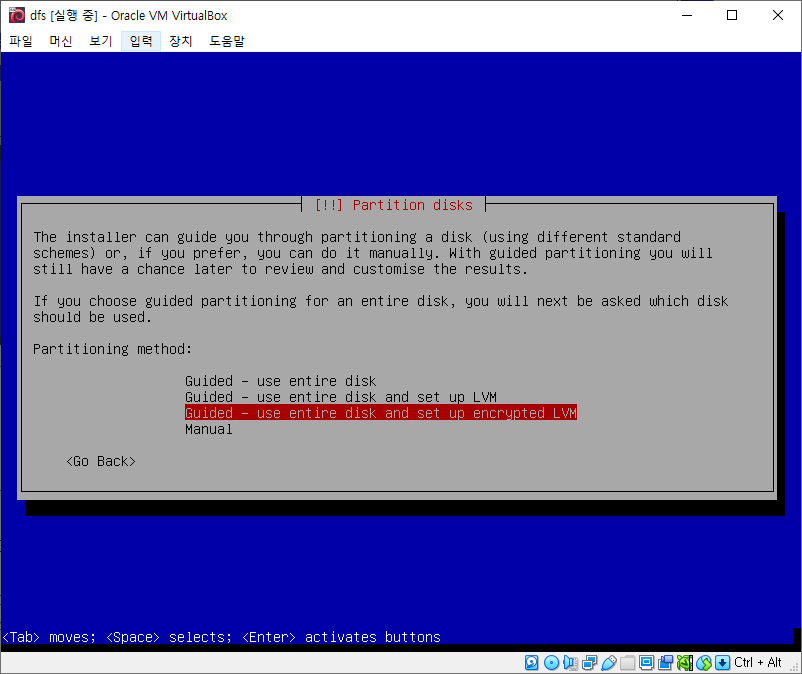 dfs [실행 중] - Oracle VM VirtualBox
파일 머신 보기 입력 장치 도움말
[!!] Partition disks
The installer can guide you through partitioning a disk (using different standard
schemes) or, if you prefer, you can do it manually. With guided partitioning you will
still have a chance later to review and customise the results.
If you choose guided partitioning for an entire disk, you will next be asked which disk
should be used.
Partitioning method:
Guided - use entire disk
Guided - use entire disk and set up LVM
Guided - use entire disk and set up encrypted LVM
Manual
<Go Back>
<Tab> moves; <Space> selects; <Enter> activates buttons
Ctrl + Alt